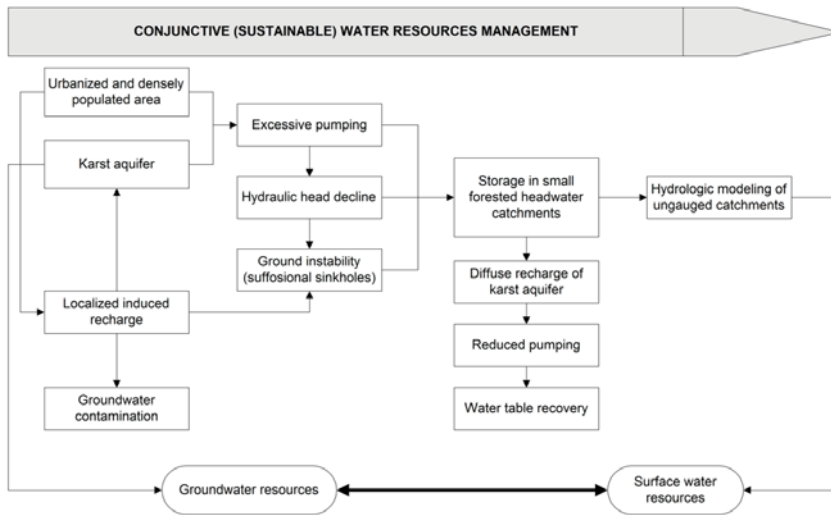 CONJUNCTIVE (SUSTAINABLE) WATER RESOURCES MANAGEMENT
Urbanized and densely
populated area
Karst aquifer
Localized induced
recharge
Groundwater
contamination
Excessive pumping
Hydraulic head decline
Ground instability
(suffosional sinkholes)
Storage in small
forested headwater
catchments
Diffuse recharge of
karst aquifer
Reduced pumping
Water table recovery
Hydrologic modeling of
ungauged catchments
Groundwater resources
Surface water
resources